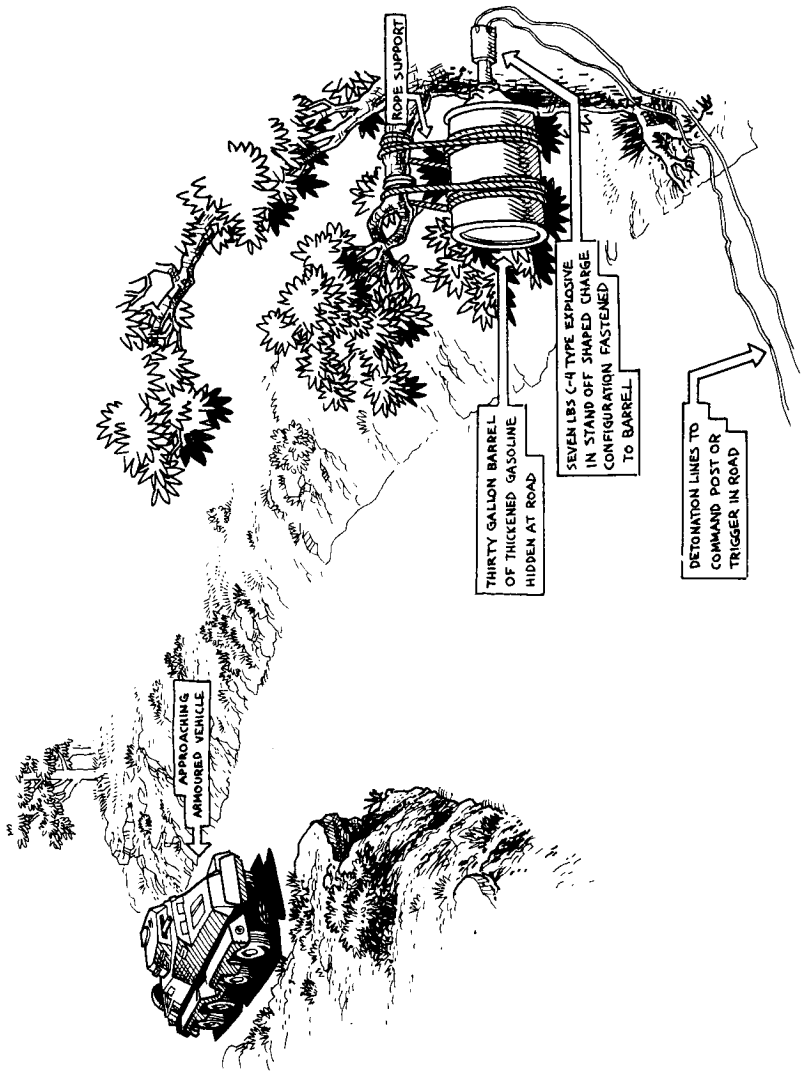 APPROACHING
ARMOURED VEHICLE
ROPE SUPPORT
THIRTY GALLON BARREL
OF THICKENED GASOLINE
HIDDEN AT ROAD
SEVEN LBS C-4 TYPE EXPLOSIVE
IN STAND OFF SHAPED CHARGE
CONFIGURATION FASTENED
TO BARREL
DETONATION LINES TO
COMMAND POST OR
TRIGGER IN ROAD